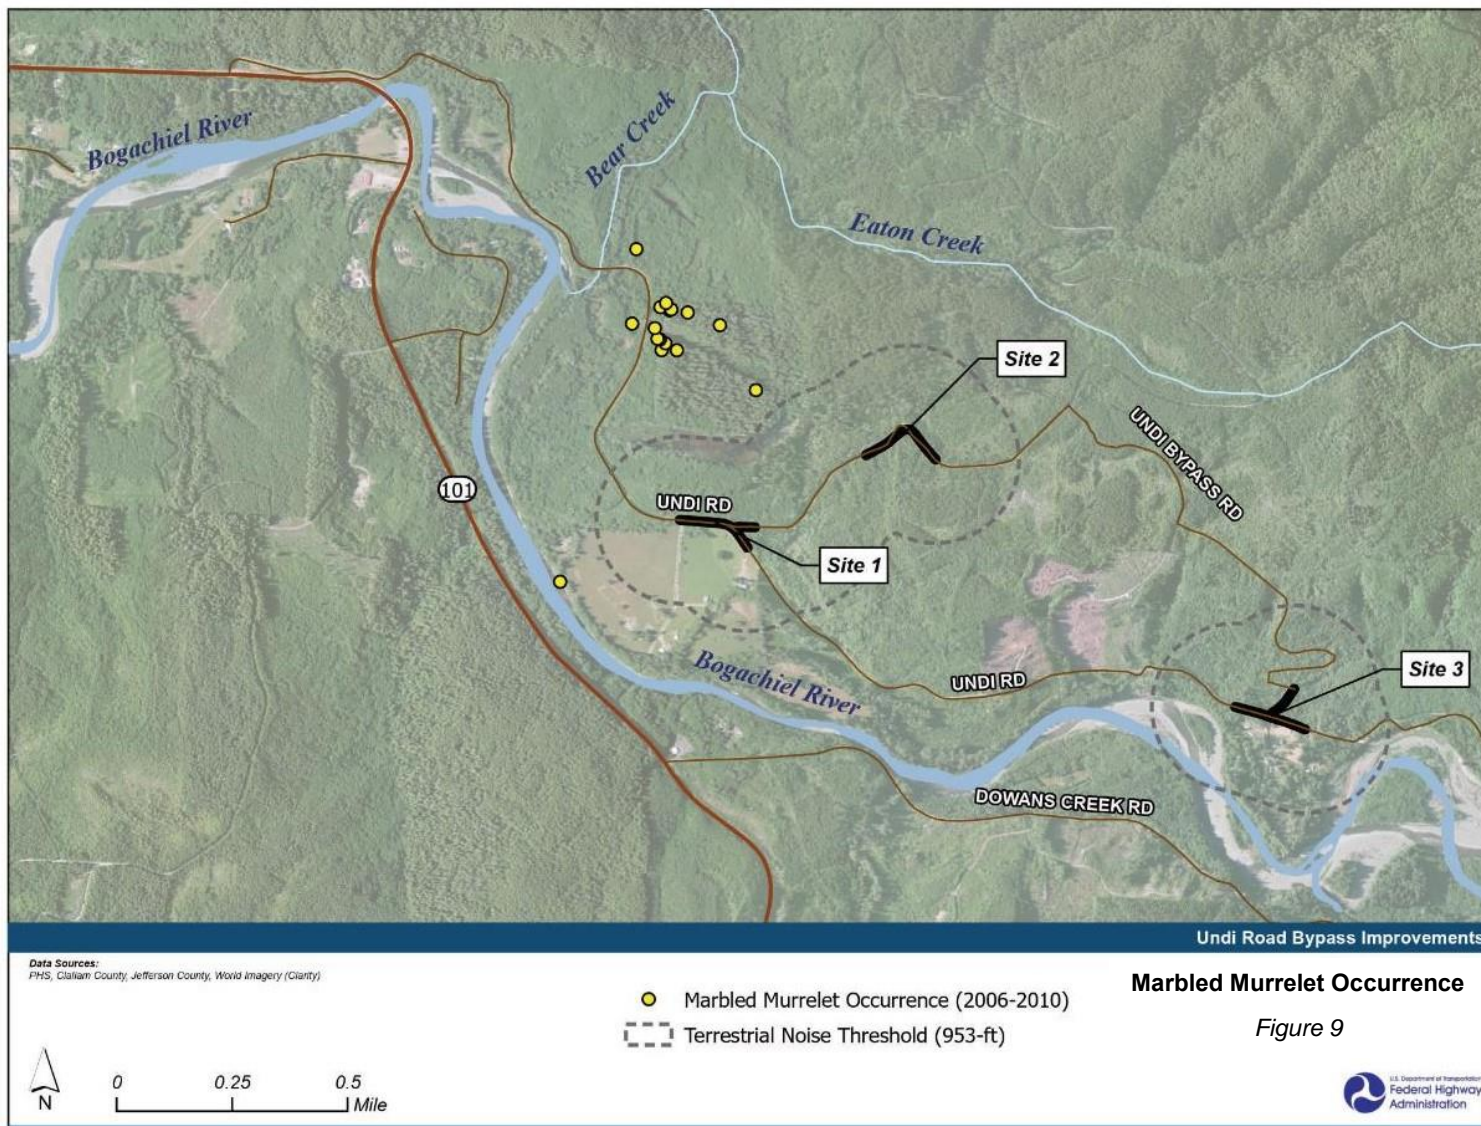 Bogachiel River
Bear Creek
Eaton Creek
Site 2
UNDI BYPASS RD
101
UNDI RD
Site 1
Bogachiel River
UNDI RD
Site 3
DOWANS CREEK RD
Undi Road Bypass Improvements
Data Sources:
PHS, Clallam County, Jefferson County, World Imagery (Clarity)
Marbled Murrelet Occurrence (2006-2010)
Terrestrial Noise Threshold (953-ft)
Marbled Murrelet Occurrence
Figure 9
N
0 0.25 0.5
Mile
U.S. Department of Transportation
Federal Highway
Administration